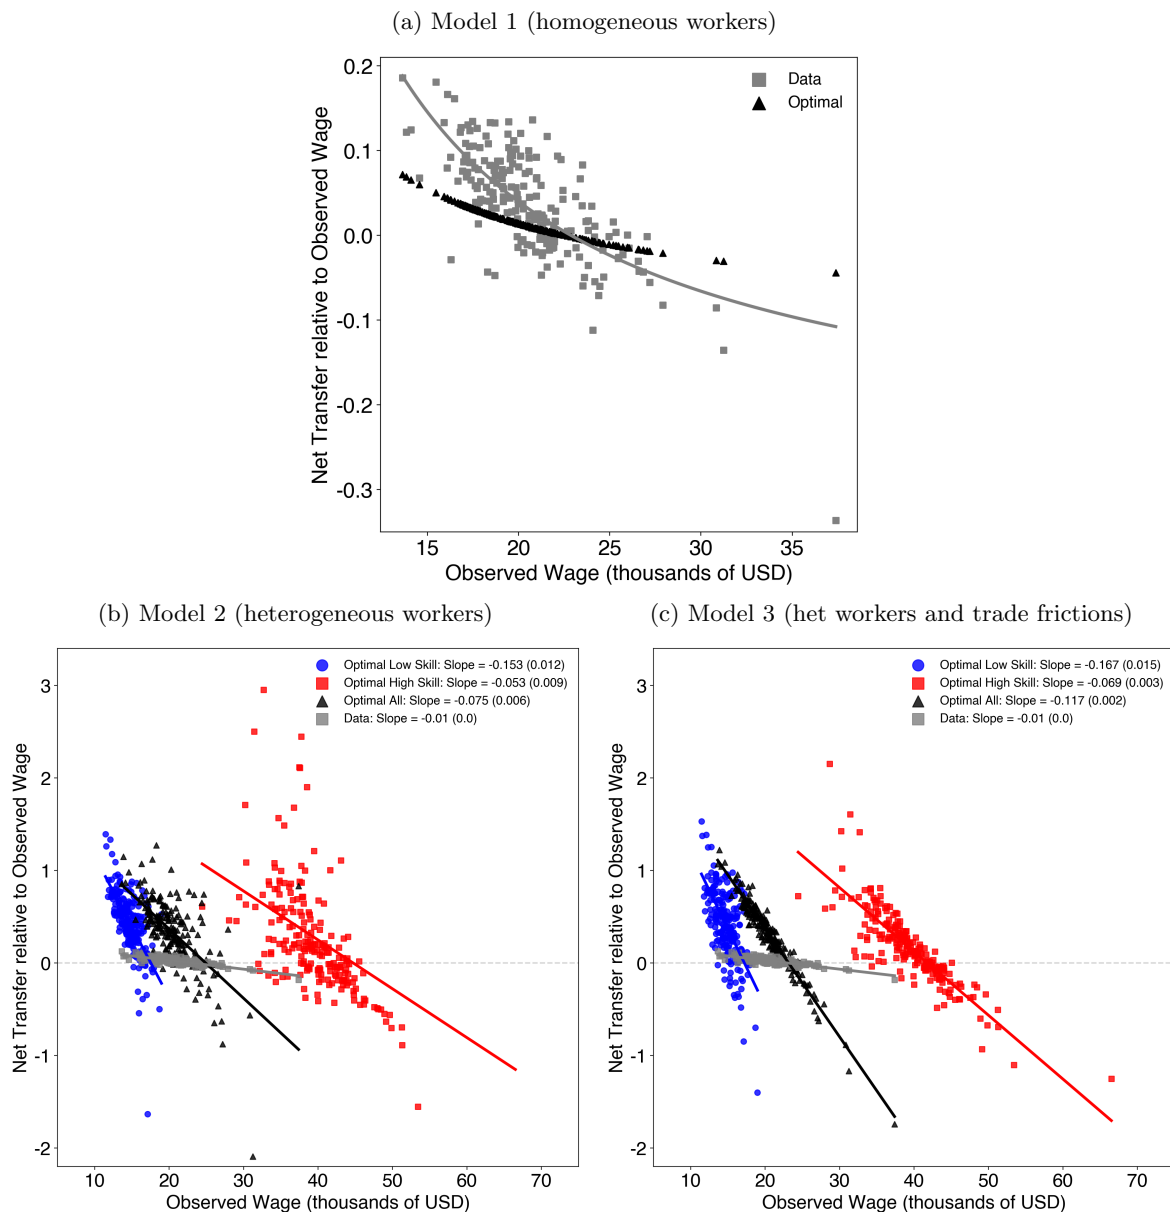 (a) Model 1 (homogeneous workers)
0.2
0.1
0.0
-0.1
-0.2
-0.3
Net Transfer relative to Observed Wage
Data
Optimal
15 20 25 30 35
Observed Wage (thousands of USD)
(b) Model 2 (heterogeneous workers)
Optimal Low Skill: Slope = -0.153 (0.012)
Optimal High Skill: Slope = -0.053 (0.009)
Optimal All: Slope = -0.075 (0.006)
Data: Slope = -0.01 (0.0)
3
2
1
0
-1
-2
Net Transfer relative to Observed Wage
10 20 30 40 50 60 70
Observed Wage (thousands of USD)
(c) Model 3 (het workers and trade frictions)
Optimal Low Skill: Slope = -0.167 (0.015)
Optimal High Skill: Slope = -0.069 (0.003)
Optimal All: Slope = -0.117 (0.002)
Data: Slope = -0.01 (0.0)
3
2
1
0
-1
-2
Net Transfer relative to Observed Wage
10 20 30 40 50 60 70
Observed Wage (thousands of USD)